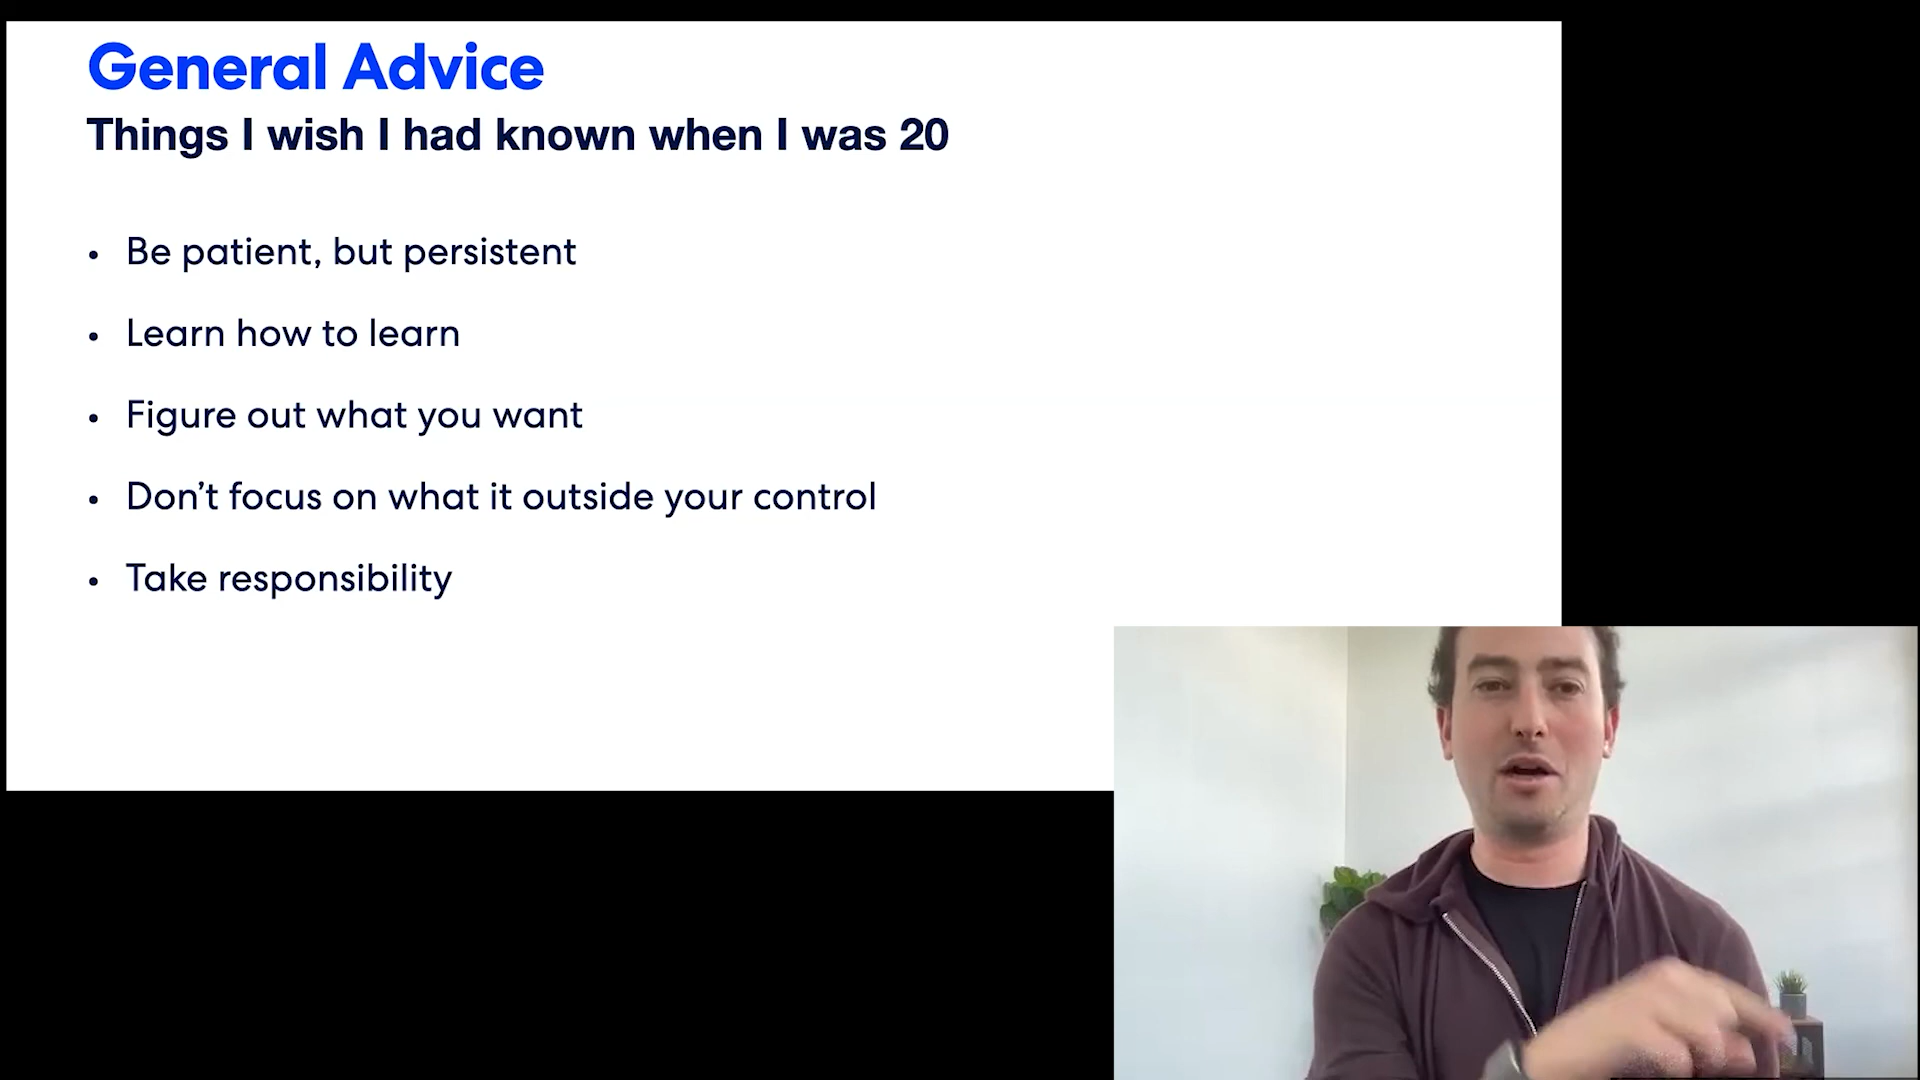 General Advice
Things I wish I had known when I was 20
• Be patient, but persistent
• Learn how to learn
• Figure out what you want
• Don’t focus on what it outside your control
• Take responsibility